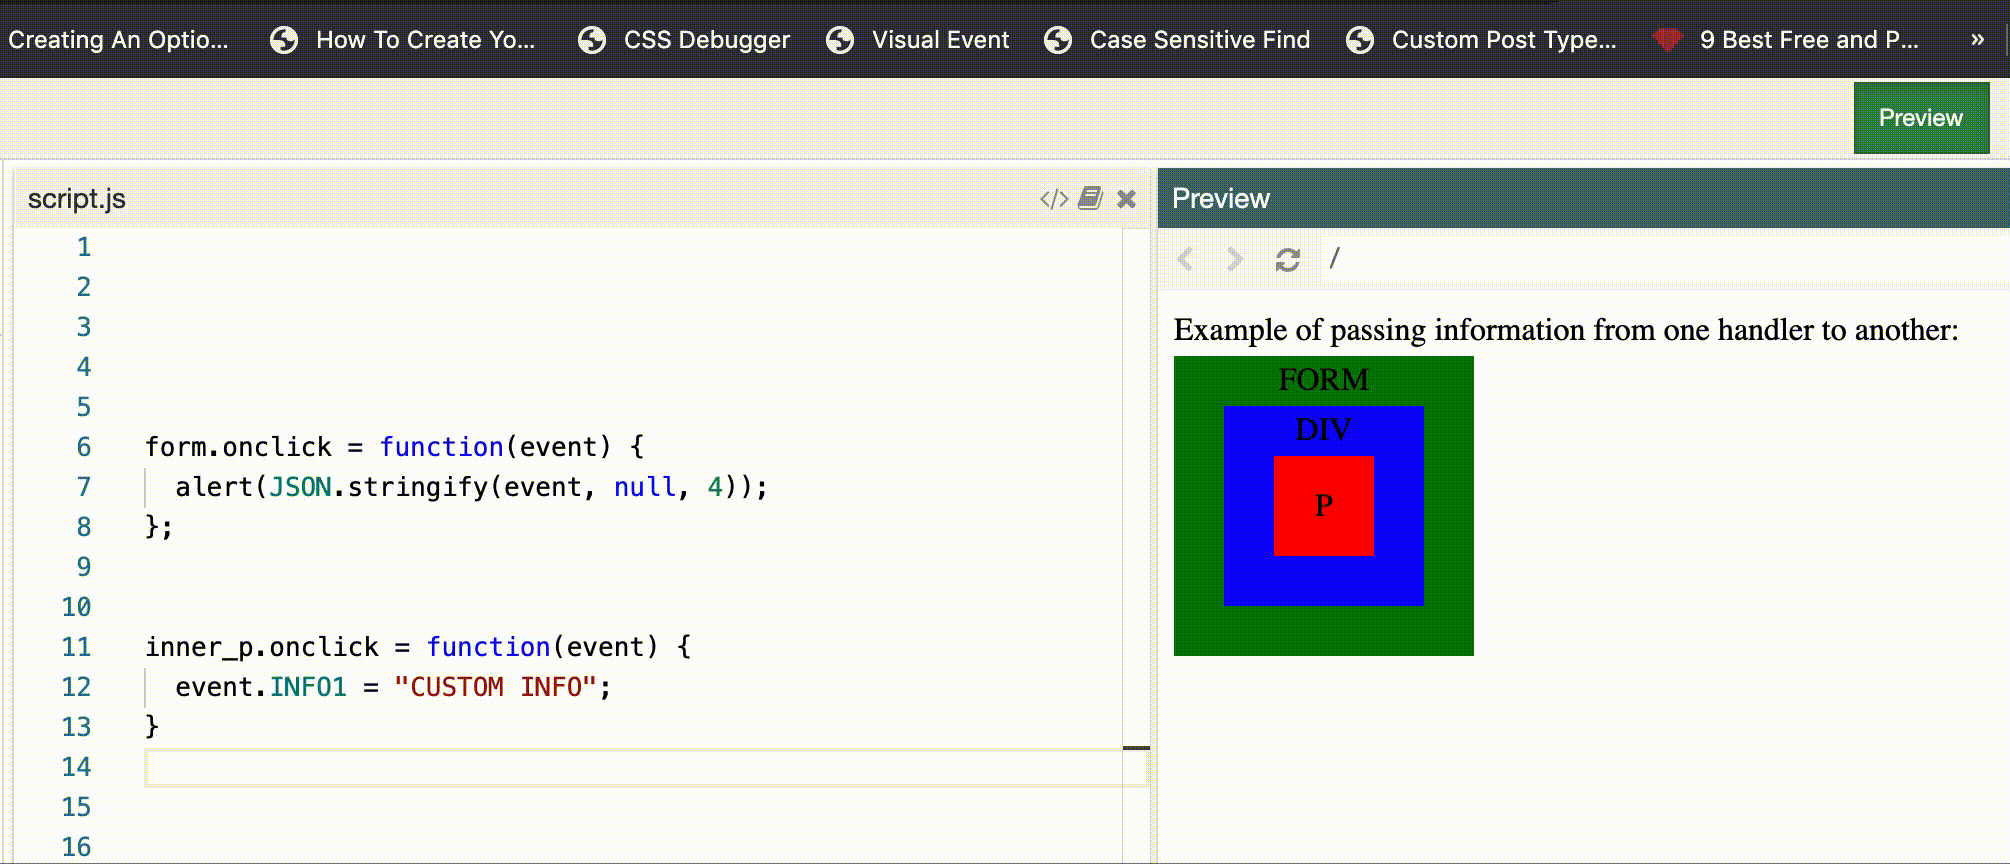 Creating An Optio... How To Create Yo... CSS Debugger Visual Event Case Sensitive Find Custom Post Type... 9 Best Free and P... »
Preview
script.js </>
1
2
3
4
5
6 form.onclick = function(event) {
7 alert(JSON.stringify(event, null, 4));
8 };
9
10
11 inner_p.onclick = function(event) {
12 event.INFO1 = "CUSTOM INFO";
13 }
14
15
16
Preview
/
Example of passing information from one handler to another:
FORM
DIV
P